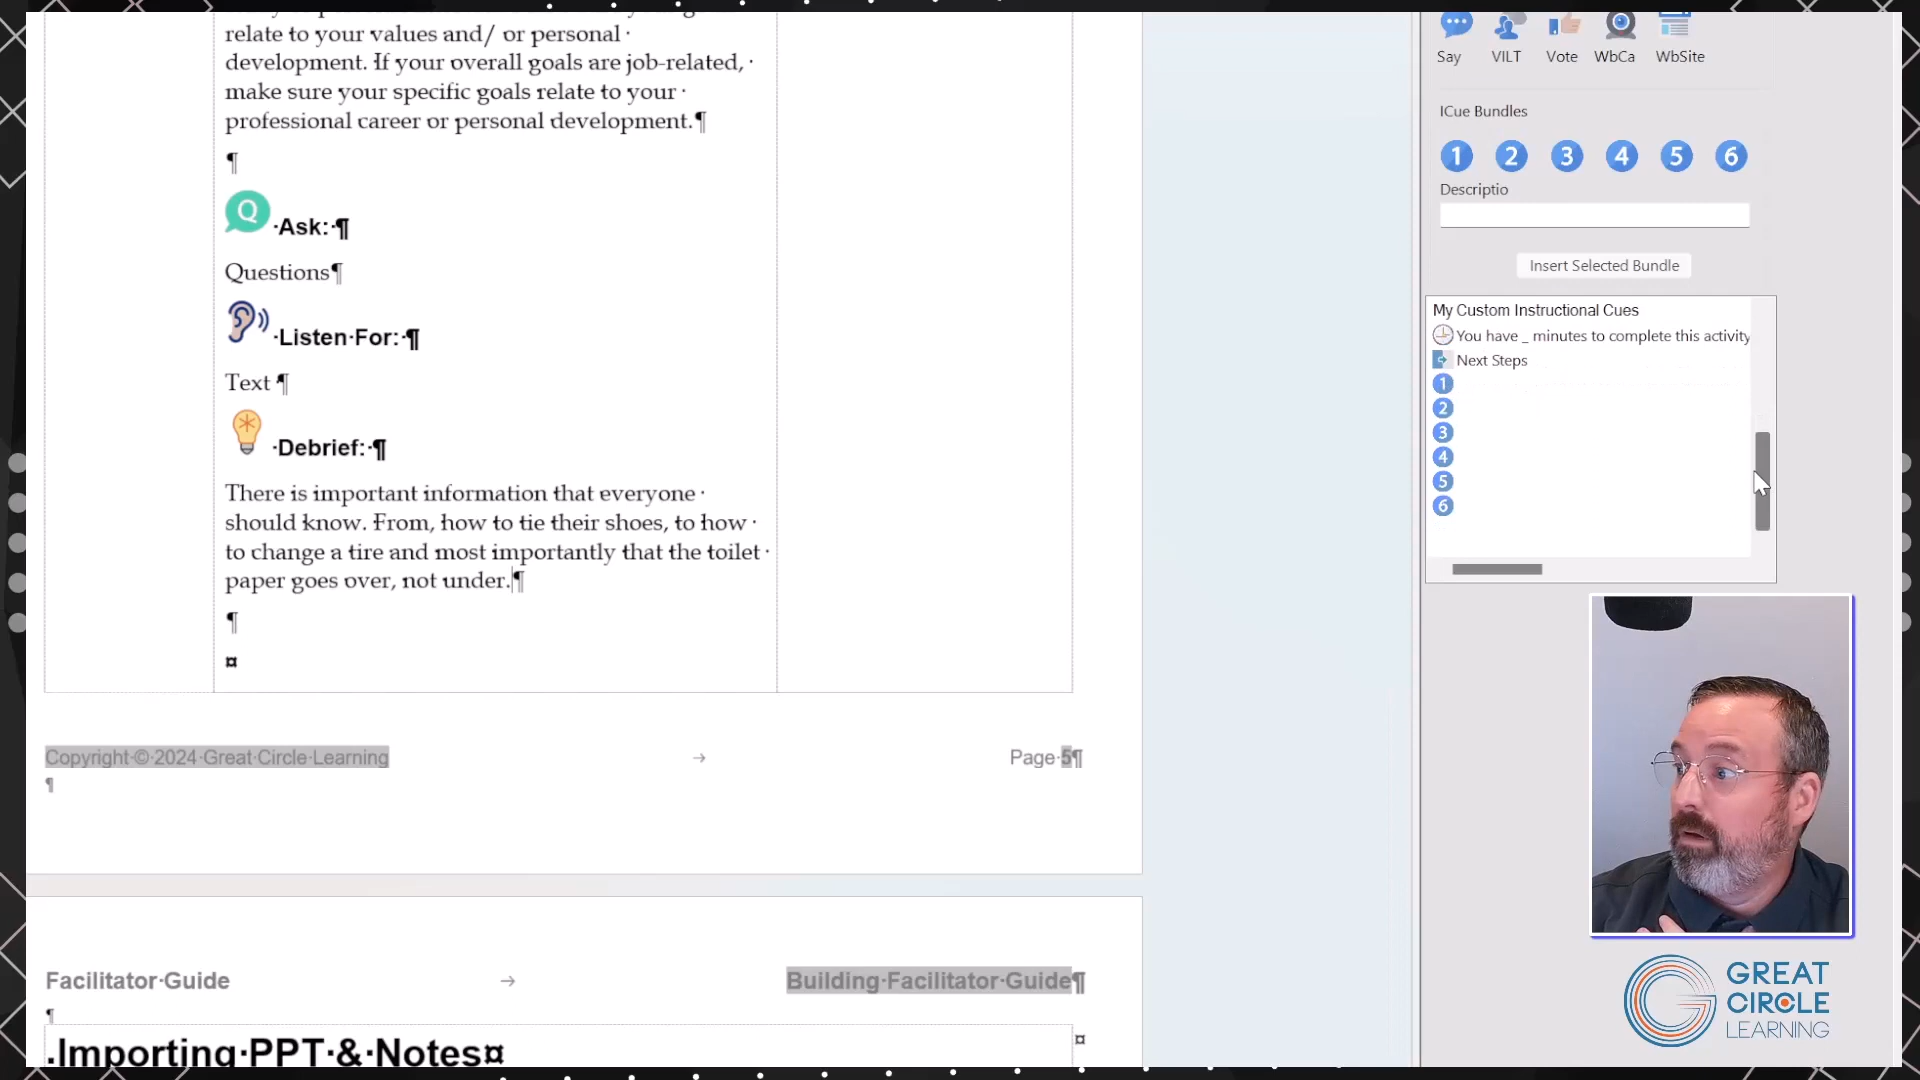 relate to your values and/ or personal
development. If your overall goals are job-related,
make sure your specific goals relate to your
professional career or personal development.¶
¶
Q ·Ask:·¶
Questions¶
·Listen·For:·¶
Text ¶
·Debrief:·¶
There is important information that everyone
should know. From, how to tie their shoes, to how
to change a tire and most importantly that the toilet
paper goes over, not under.¶
¶
¤
Copyright·©·2024·Great·Circle·Learning → Page·5¶
¶
Facilitator·Guide → Building·Facilitator·Guide¶
¶
.Importing·PPT·&·Notes¤
¤
Say VILT Vote WbCa WbSite
ICue Bundles
1 2 3 4 5 6
Descriptio
Insert Selected Bundle
My Custom Instructional Cues
You have _ minutes to complete this activity
Next Steps
1
2
3
4
5
6
GREAT
CIRCLE
LEARNING